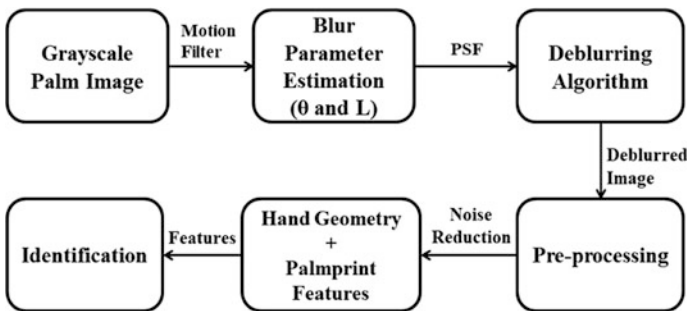 Grayscale
Palm Image
Motion
Filter
Blur
Parameter
Estimation
(θ and L)
PSF
Deblurring
Algorithm
Deblurred
Image
Pre-processing
Noise
Reduction
Hand Geometry
+
Palmprint
Features
Features
Identification